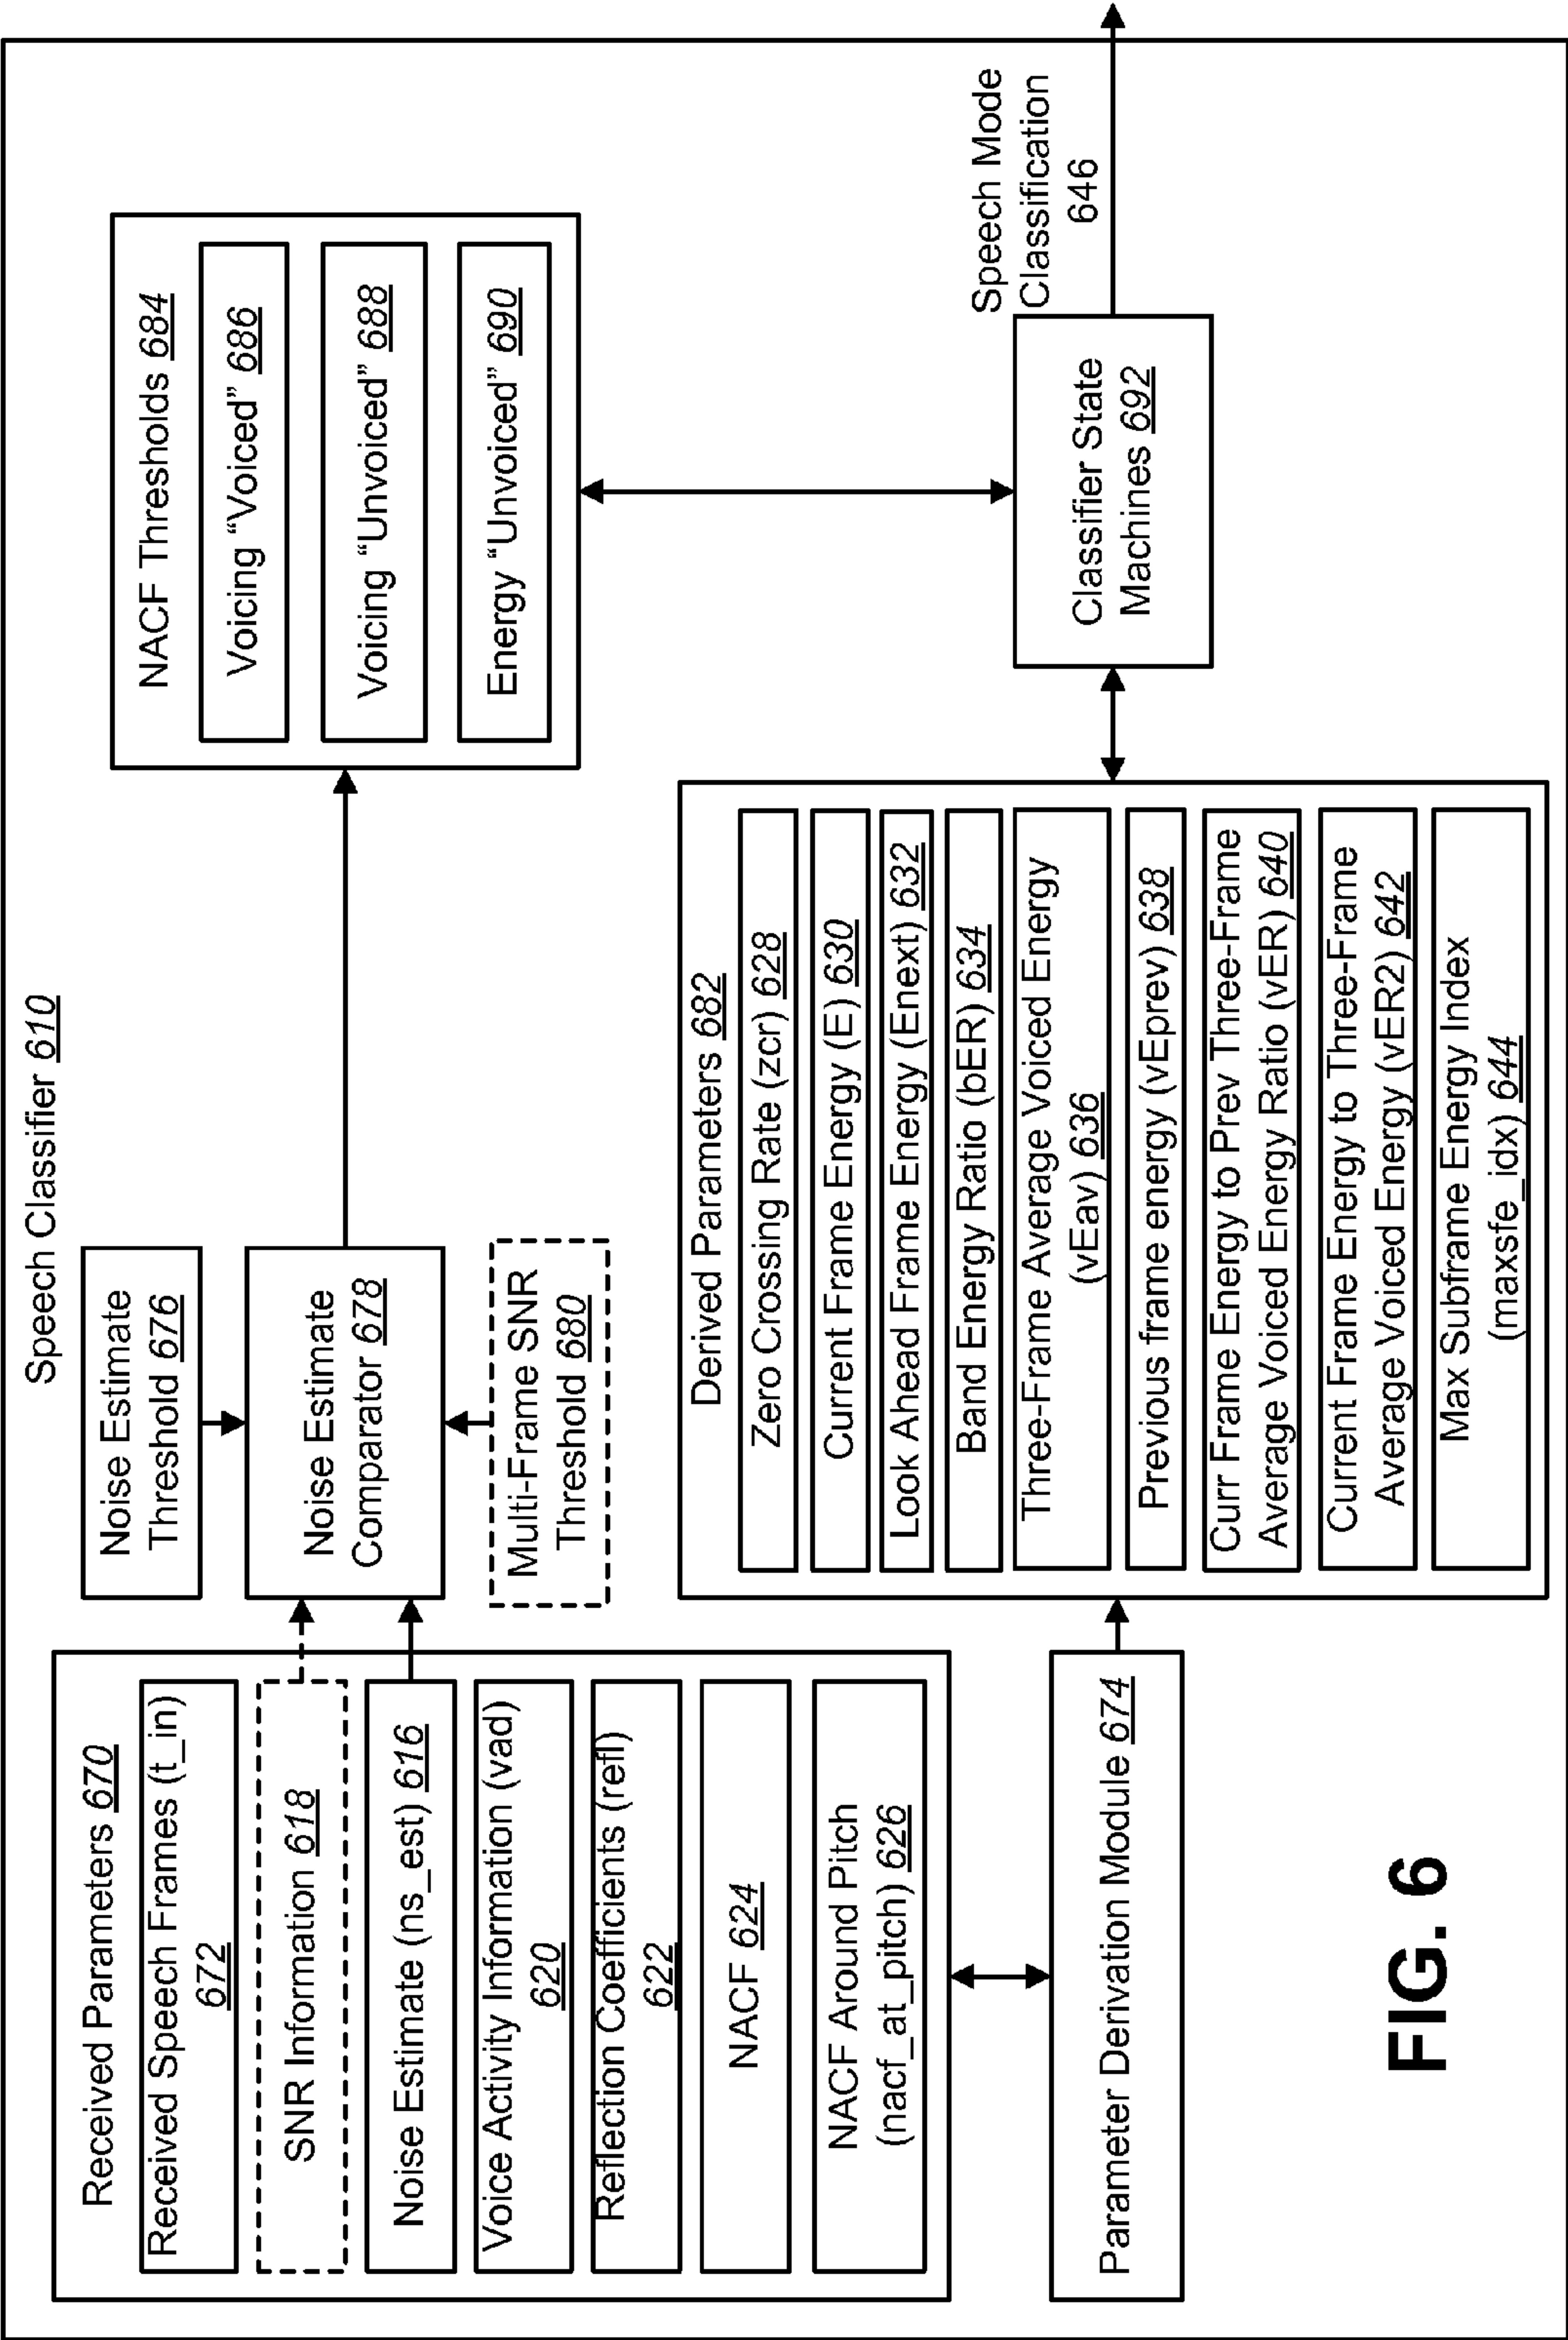 Speech Classifier 610
Received Parameters 670
Received Speech Frames (t_in)
672
SNR Information 618
Noise Estimate (ns_est) 616
Voice Activity Information (vad)
620
Reflection Coefficients (refl)
622
NACF 624
NACF Around Pitch
(nacf_at_pitch) 626
Parameter Derivation Module 674
Noise Estimate
Threshold 676
Noise Estimate
Comparator 678
Multi-Frame SNR
Threshold 680
Derived Parameters 682
Zero Crossing Rate (zcr) 628
Current Frame Energy (E) 630
Look Ahead Frame Energy (Enext) 632
Band Energy Ratio (bER) 634
Three-Frame Average Voiced Energy
(vEav) 636
Previous frame energy (vEprev) 638
Curr Frame Energy to Prev Three-Frame
Average Voiced Energy Ratio (vER) 640
Current Frame Energy to Three-Frame
Average Voiced Energy (vER2) 642
Max Subframe Energy Index
(maxsfe_idx) 644
NACF Thresholds 684
Voicing “Voiced” 686
Voicing “Unvoiced” 688
Energy “Unvoiced” 690
Classifier State
Machines 692
Speech Mode
Classification
646
FIG. 6